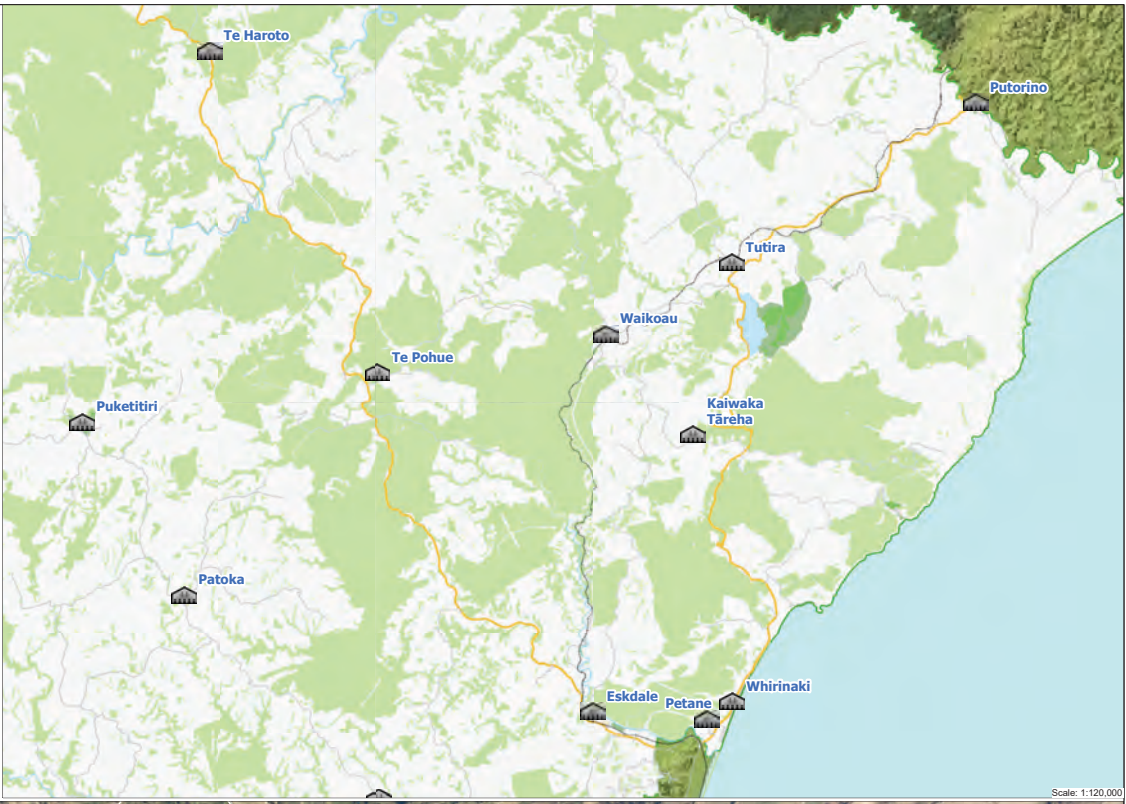 Te Haroto
Putorino
Tutira
Waikoau
Te Pohue
Puketitiri
Kaiwaka
Tāreha
Patoka
Whirinaki
Eskdale
Petane
Scale: 1:120,000